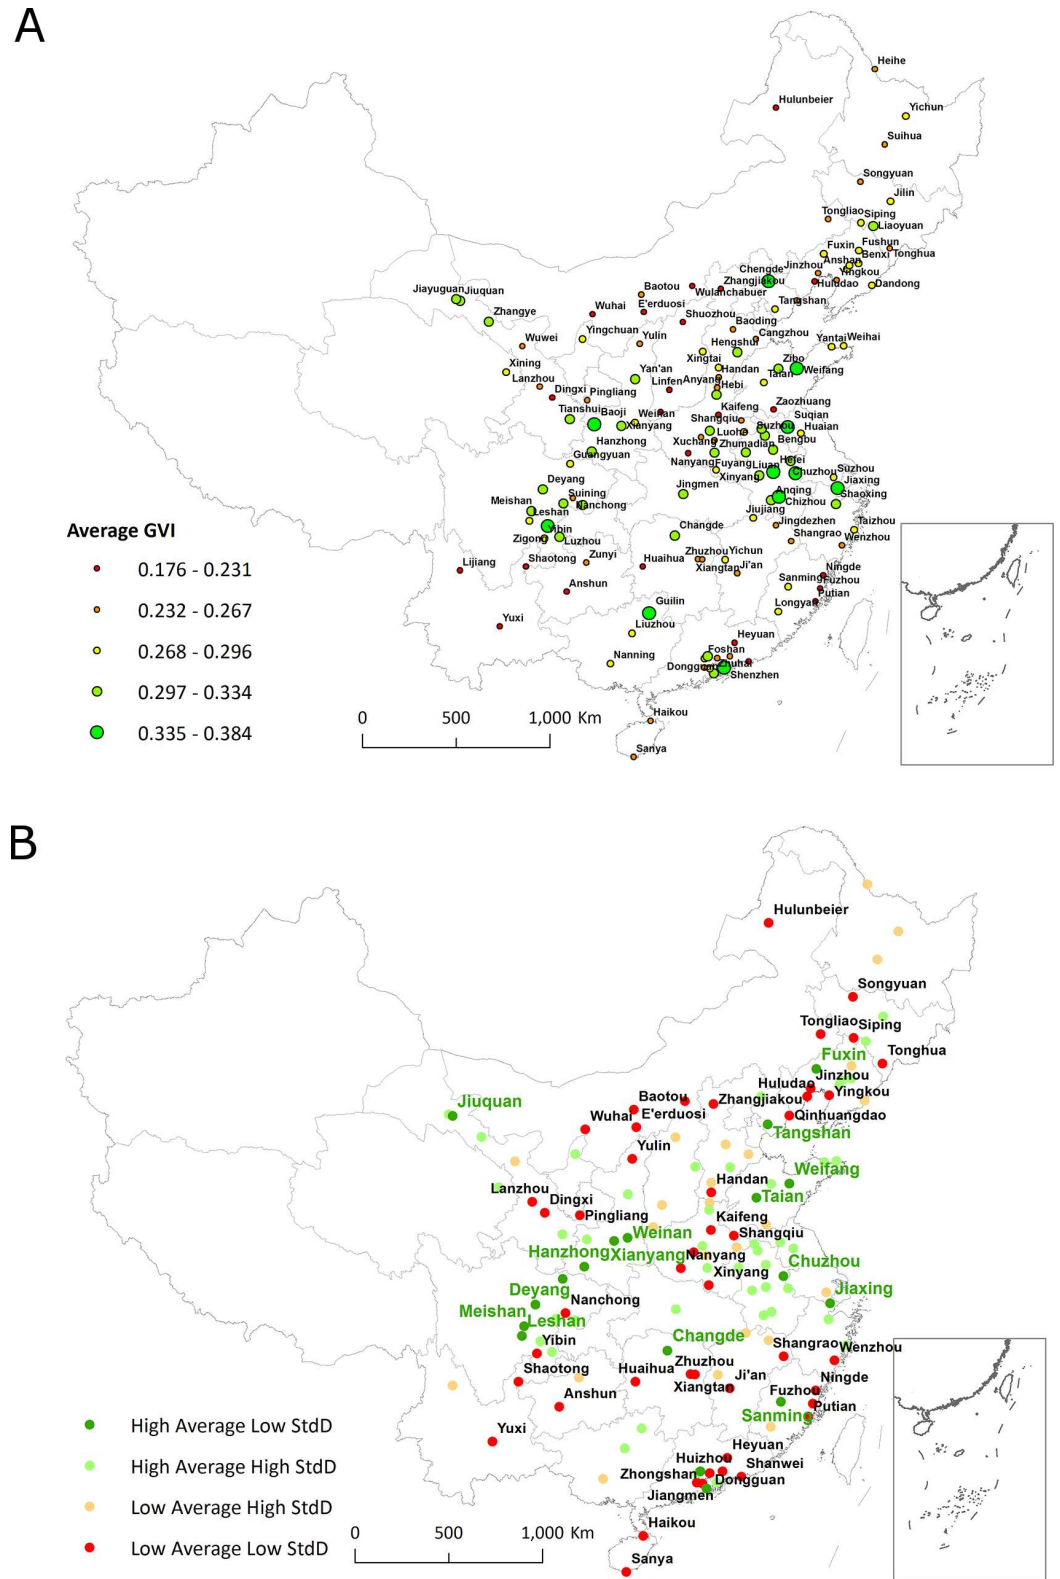 A
Heihe
Hulunbeier
Yichun
Suihua
Songyuan
Jilin
Tongliao
Siping
Liaoyuan
Fuxin
Fushun
Benxi
Tonghua
Anshan
Chengde
Jinzhou
Yingkou
Zhangjiakou
Huludao
Dandong
Jiayuguan
Jiuquan
Baotou
Wulanchabuer
Zhangye
Wuhai
E'erduosi
Shuozhou
Tangshan
Baoding
Cangzhou
Wuwei
Yingchuan
Yulin
Hengshui
Yantai
Weihai
Xining
Xingtai
Zibo
Lanzhou
Yan'an
Handan
Taian
Weifang
Dingxi
Pingliang
Linfen
Anyang
Hebi
Tianshui
Baoji
Weinan
Kaifeng
Zaozhuang
Xianyang
Shangqiu
Suqian
Hanzhong
Luohe
Suzhou
Huaian
Xuchang
Zhumadian
Bengbu
Guangyuan
Nanyang
Fuyang
Liuan
Hefei
Xinyang
Chuzhou
Suzhou
Deyang
Jiaxing
Suining
Jingmen
Anqing
Shaoxing
Meishan
Nanchong
Chizhou
Leshan
Jiujiang
Yibin
Changde
Jingdezhen
Taizhou
Zigong
Luzhou
Shangrao
Wenzhou
Lijiang
Shaotong
Zunyi
Huaihua
Zhuzhou
Yichun
Xiangtan
Ji'an
Anshun
Sanming
Ningde
Fuzhou
Putian
Longyan
Yuxi
Guilin
Liuzhou
Heyuan
Nanning
Foshan
Dongguan
Zhuhai
Shenzhen
Haikou
Sanya
Average GVI
0.176 - 0.231
0.232 - 0.267
0.268 - 0.296
0.297 - 0.334
0.335 - 0.384
0 500 1,000 Km
B
Hulunbeier
Songyuan
Tongliao
Siping
Tonghua
Fuxin
Jinzhou
Huludao
Yingkou
Jiuquan
Baotou
Zhangjiakou
Wuhai
E'erduosi
Qinhuangdao
Tangshan
Yulin
Weifang
Lanzhou
Handan
Taian
Dingxi
Pingliang
Kaifeng
Weinan
Shangqiu
Hanzhong
Xianyang
Nanyang
Chuzhou
Xinyang
Deyang
Jiaxing
Nanchong
Meishan
Leshan
Yibin
Changde
Shangrao
Wenzhou
Shaotong
Huaihua
Zhuzhou
Ji'an
Ningde
Anshun
Xiangtan
Fuzhou
Sanming
Putian
Yuxi
Heyuan
Huizhou
Shanwei
Zhongshan
Dongguan
Jiangmen
Haikou
Sanya
High Average Low StdD
High Average High StdD
Low Average High StdD
Low Average Low StdD
0 500 1,000 Km